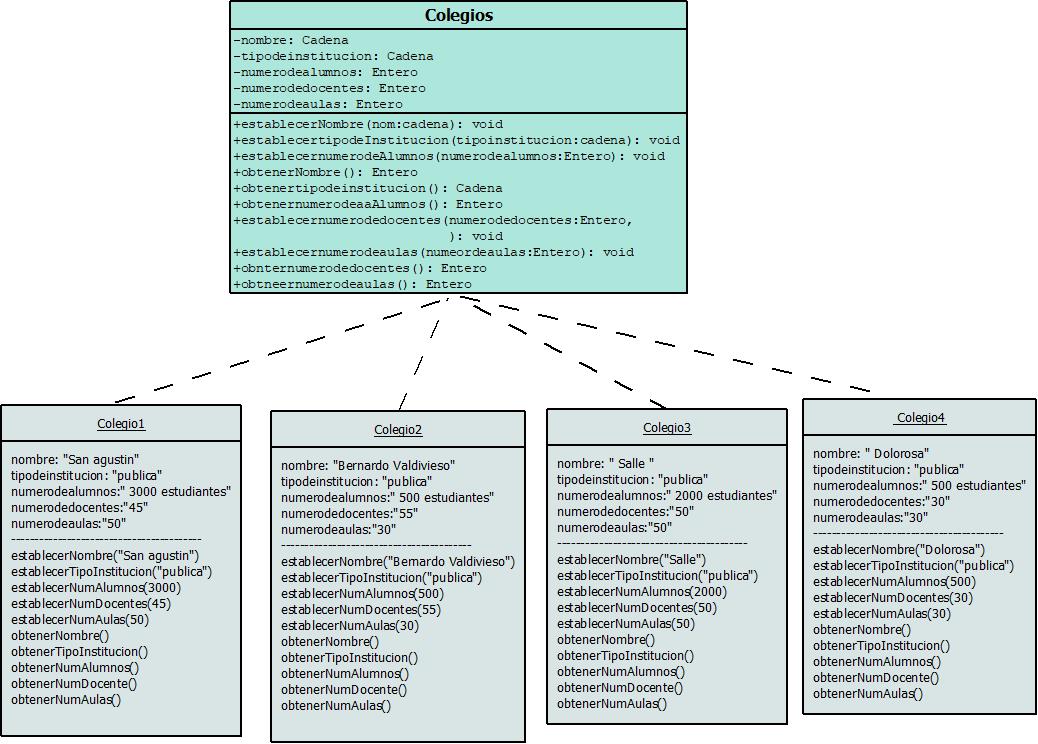 Colegios
-nombre: Cadena
-tipodeinstitucion: Cadena
-numerodealumnos: Entero
-numerodedocentes: Entero
-numerodeaulas: Entero
+establecerNombre(nom:cadena): void
+establecertipodeInstitucion(tipoinstitucion:cadena): void
+establecernumerodeAlumnos(numerodealumnos:Entero): void
+obtenerNombre(): Entero
+obtenertipodeinstitucion(): Cadena
+obtenernumerodeaaAlumnos(): Entero
+establecernumerodedocentes(numerodedocentes:Entero,
): void
+establecernumerodeaulas(numeordeaulas:Entero): void
+obnternumerodedocentes(): Entero
+obtneernumerodeaulas(): Entero
Colegio1
nombre: "San agustin"
tipodeinstitucion: "publica"
numerodealumnos:" 3000 estudiantes"
numerodedocentes:"45"
numerodeaulas:"50"
----------------------------------------
establecerNombre("San agustin")
establecerTipoInstitucion("publica")
establecerNumAlumnos(3000)
establecerNumDocentes(45)
establecerNumAulas(50)
obtenerNombre()
obtenerTipoInstitucion()
obtenerNumAlumnos()
obtenerNumDocente()
obtenerNumAulas()
Colegio2
nombre: "Bernardo Valdivieso"
tipodeinstitucion: "publica"
numerodealumnos:" 500 estudiantes"
numerodedocentes:"55"
numerodeaulas:"30"
----------------------------------------
establecerNombre("Bernardo Valdivieso")
establecerTipoInstitucion("publica")
establecerNumAlumnos(500)
establecerNumDocentes(55)
establecerNumAulas(30)
obtenerNombre()
obtenerTipoInstitucion()
obtenerNumAlumnos()
obtenerNumDocente()
obtenerNumAulas()
Colegio3
nombre: " Salle "
tipodeinstitucion: "publica"
numerodealumnos:" 2000 estudiantes"
numerodedocentes:"50"
numerodeaulas:"50"
----------------------------------------
establecerNombre("Salle")
establecerTipoInstitucion("publica")
establecerNumAlumnos(2000)
establecerNumDocentes(50)
establecerNumAulas(50)
obtenerNombre()
obtenerTipoInstitucion()
obtenerNumAlumnos()
obtenerNumDocente()
obtenerNumAulas()
Colegio4
nombre: " Dolorosa"
tipodeinstitucion: "publica"
numerodealumnos:" 500 estudiantes"
numerodedocentes:"30"
numerodeaulas:"30"
----------------------------------------
establecerNombre("Dolorosa")
establecerTipoInstitucion("publica")
establecerNumAlumnos(500)
establecerNumDocentes(30)
establecerNumAulas(30)
obtenerNombre()
obtenerTipoInstitucion()
obtenerNumAlumnos()
obtenerNumDocente()
obtenerNumAulas()